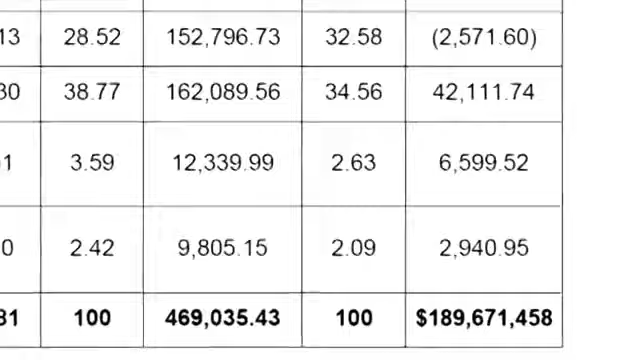 13 28.52 152,796.73 32.58 (2,571.60)
30 38.77 162,089.56 34.56 42,111.74
1 3.59 12,339.99 2.63 6,599.52
0 2.42 9,805.15 2.09 2,940.95
31 100 469,035.43 100 $189,671,458